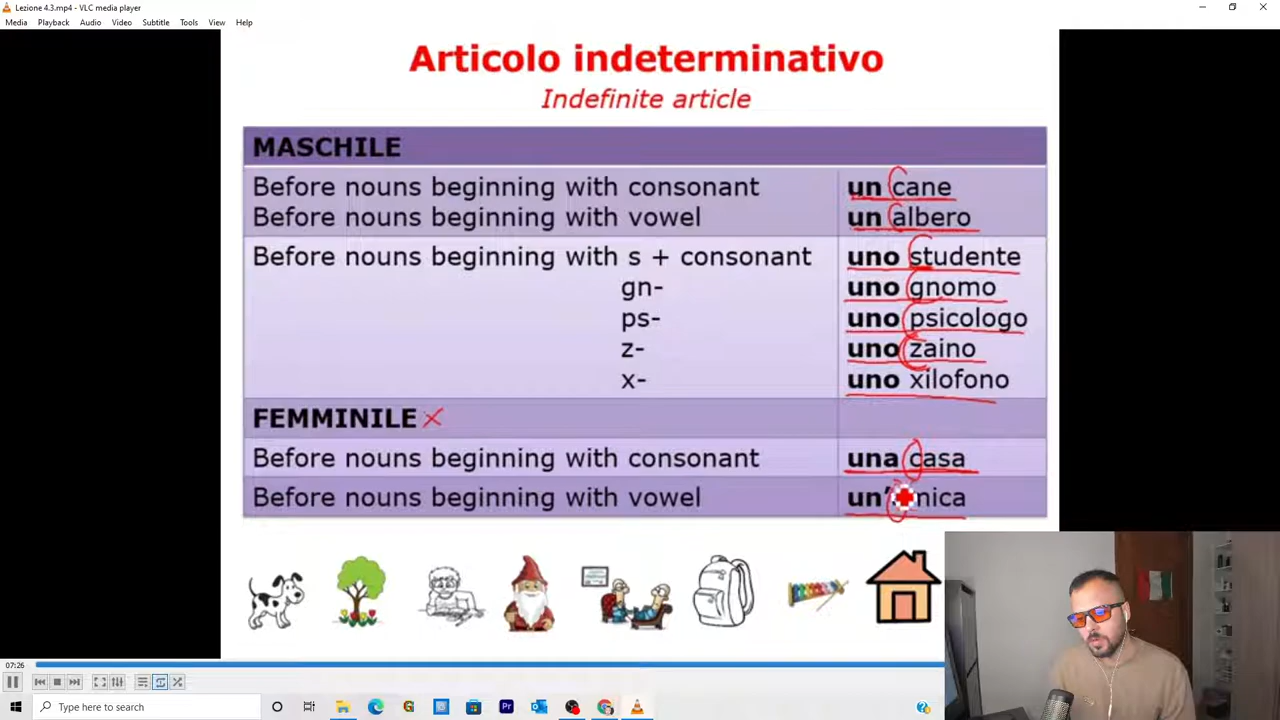 Lezione 4.3.mp4 - VLC media player
Media Playback Audio Video Subtitle Tools View Help
Articolo indeterminativo
Indefinite article
MASCHILE
Before nouns beginning with consonant un cane
Before nouns beginning with vowel un albero
Before nouns beginning with s + consonant uno studente
gn- uno gnomo
ps- uno psicologo
z- uno zaino
x- uno xilofono
FEMMINILE
Before nouns beginning with consonant una casa
Before nouns beginning with vowel un'
07:26
Type here to search